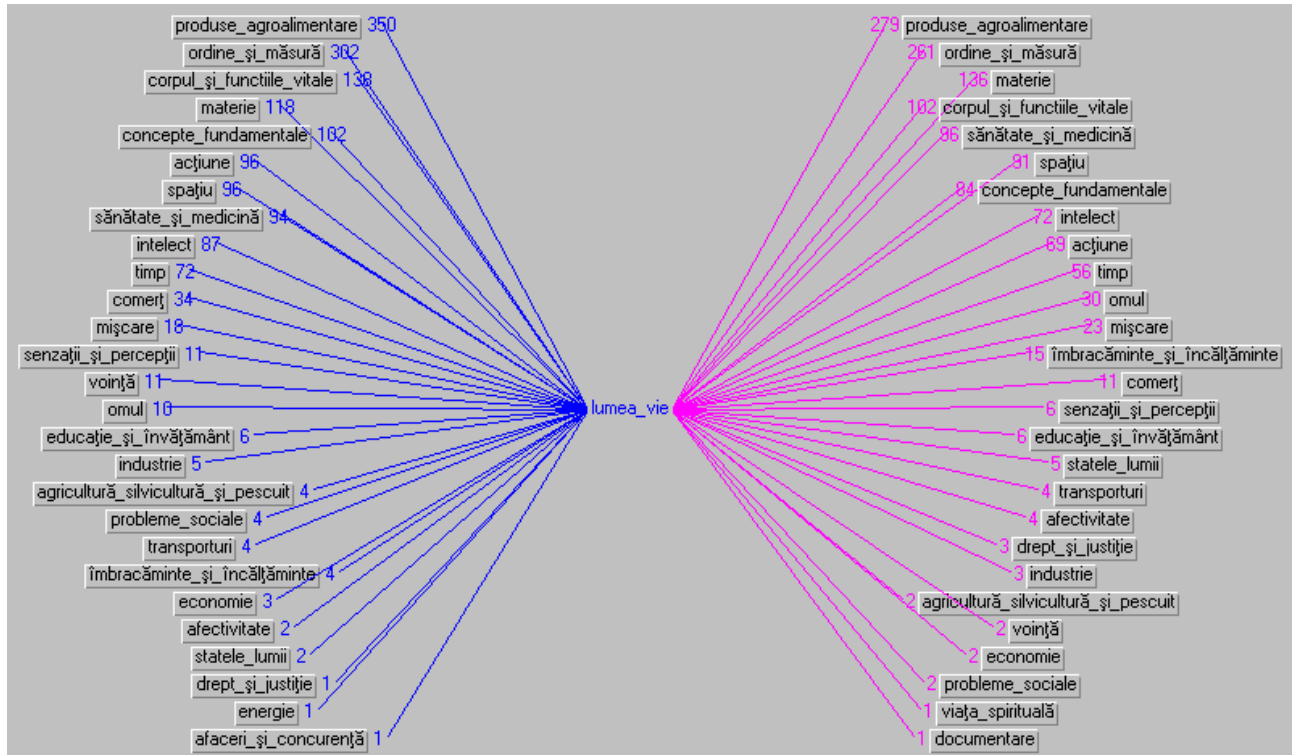 produse_agroalimentare 350
ordine_şi_măsură 302
corpul_şi_functiile_vitale 138
materie 118
concepte_fundamentale 102
acţiune 96
spaţiu 96
sănătate_şi_medicină 94
intelect 87
timp 72
comerţ 34
mişcare 18
senzaţii_şi_percepţii 11
voinţă 11
omul 10
educaţie_şi_învăţământ 6
industrie 5
agricultură_silvicultură_şi_pescuit 4
probleme_sociale 4
transporturi 4
îmbracăminte_şi_încălţăminte 4
economie 3
afectivitate 2
statele_lumii 2
drept_şi_justiţie 1
energie 1
afaceri_şi_concurenţă 1
lumea_vie
279 produse_agroalimentare
261 ordine_şi_măsură
136 materie
102 corpul_şi_functiile_vitale
96 sănătate_şi_medicină
91 spaţiu
84 concepte_fundamentale
72 intelect
69 acţiune
56 timp
30 omul
23 mişcare
15 îmbracăminte_şi_încălţăminte
11 comerţ
6 senzaţii_şi_percepţii
6 educaţie_şi_învăţământ
5 statele_lumii
4 transporturi
4 afectivitate
3 drept_şi_justiţie
3 industrie
2 agricultură_silvicultură_şi_pescuit
2 voinţă
2 economie
2 probleme_sociale
1 viaţa_spirituală
1 documentare